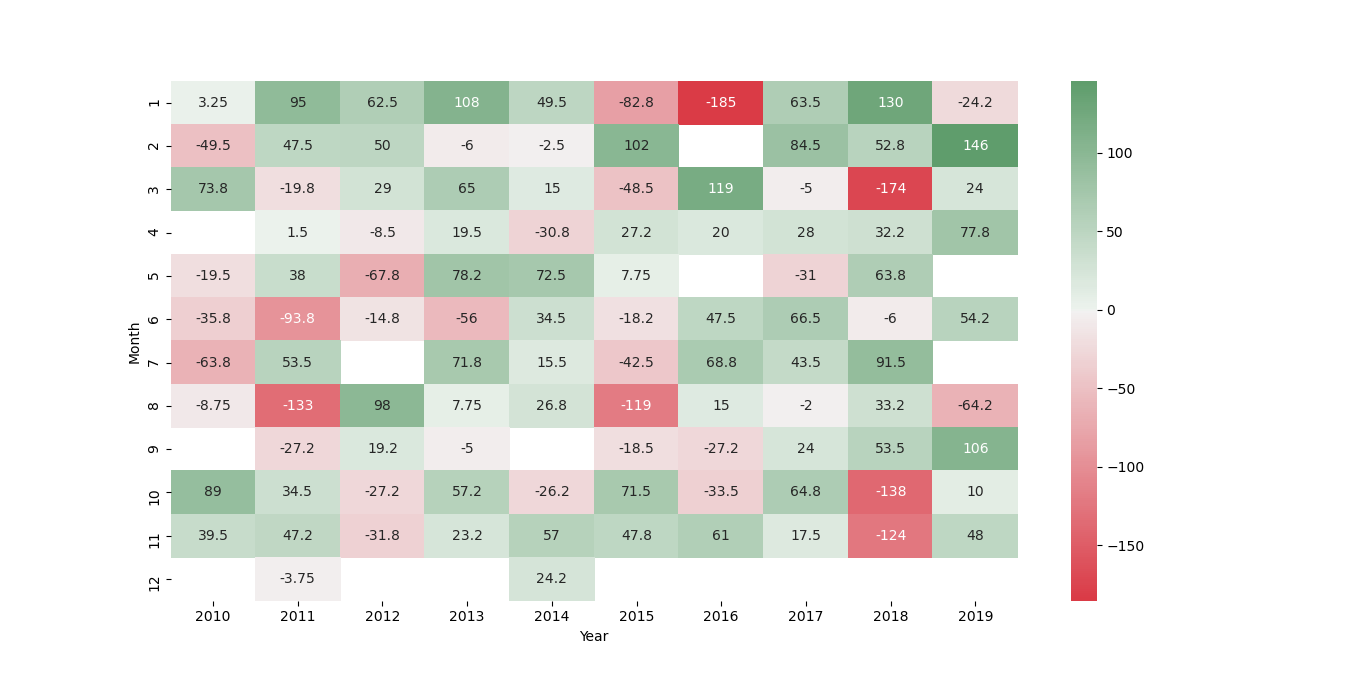 1 3.25 95 62.5 108 49.5 -82.8 -185 63.5 130 -24.2
2 -49.5 47.5 50 -6 -2.5 102 84.5 52.8 146
3 73.8 -19.8 29 65 15 -48.5 119 -5 -174 24
4 1.5 -8.5 19.5 -30.8 27.2 20 28 32.2 77.8
5 -19.5 38 -67.8 78.2 72.5 7.75 -31 63.8
6 -35.8 -93.8 -14.8 -56 34.5 -18.2 47.5 66.5 -6 54.2
Month
7 -63.8 53.5 71.8 15.5 -42.5 68.8 43.5 91.5
8 -8.75 -133 98 7.75 26.8 -119 15 -2 33.2 -64.2
9 -27.2 19.2 -5 -18.5 -27.2 24 53.5 106
10 89 34.5 -27.2 57.2 -26.2 71.5 -33.5 64.8 -138 10
11 39.5 47.2 -31.8 23.2 57 47.8 61 17.5 -124 48
12 -3.75 24.2
2010 2011 2012 2013 2014 2015 2016 2017 2018 2019
Year
100
50
0
−50
−100
−150